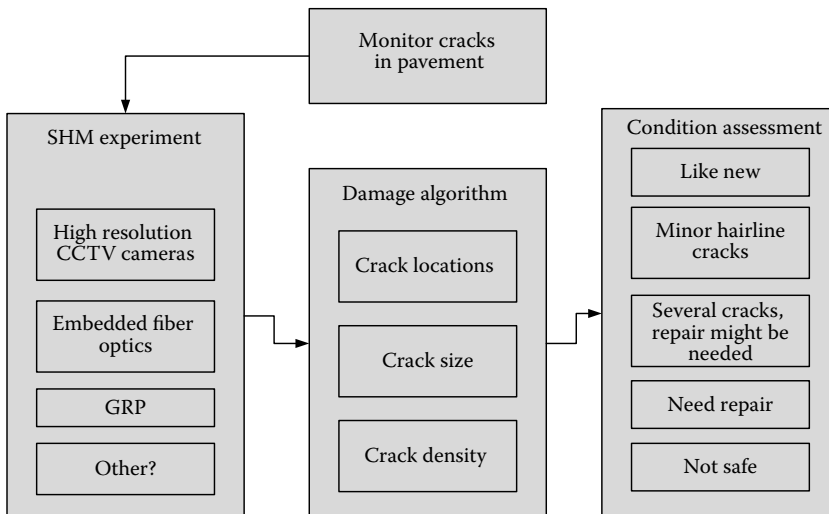 Monitor cracks
in pavement
SHM experiment
High resolution
CCTV cameras
Embedded fiber
optics
GRP
Other?
Damage algorithm
Crack locations
Crack size
Crack density
Condition assessment
Like new
Minor hairline
cracks
Several cracks,
repair might be
needed
Need repair
Not safe